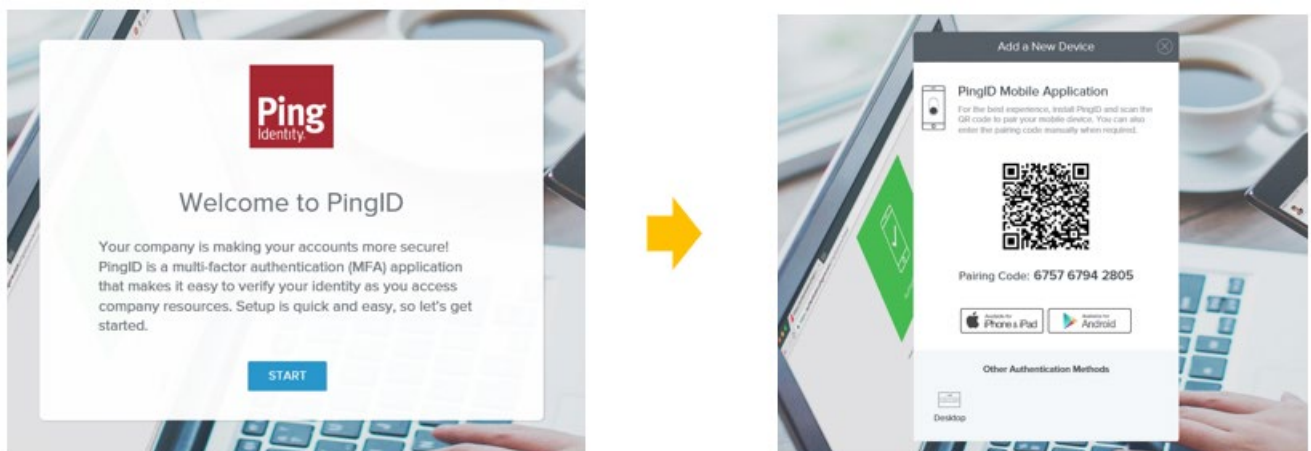 Ping
Identity.
Welcome to PingID
Your company is making your accounts more secure!
PingID is a multi-factor authentication (MFA) application
that makes it easy to verify your identity as you access
company resources. Setup is quick and easy, so let's get
started.
START
Add a New Device
PingID Mobile Application
For the best experience, install PingID and scan the
QR code to pair your mobile device. You can also
enter the pairing code manually when required.
Pairing Code: 6757 6794 2805
Available for
iPhone & iPad
Available for
Android
Other Authentication Methods
Desktop